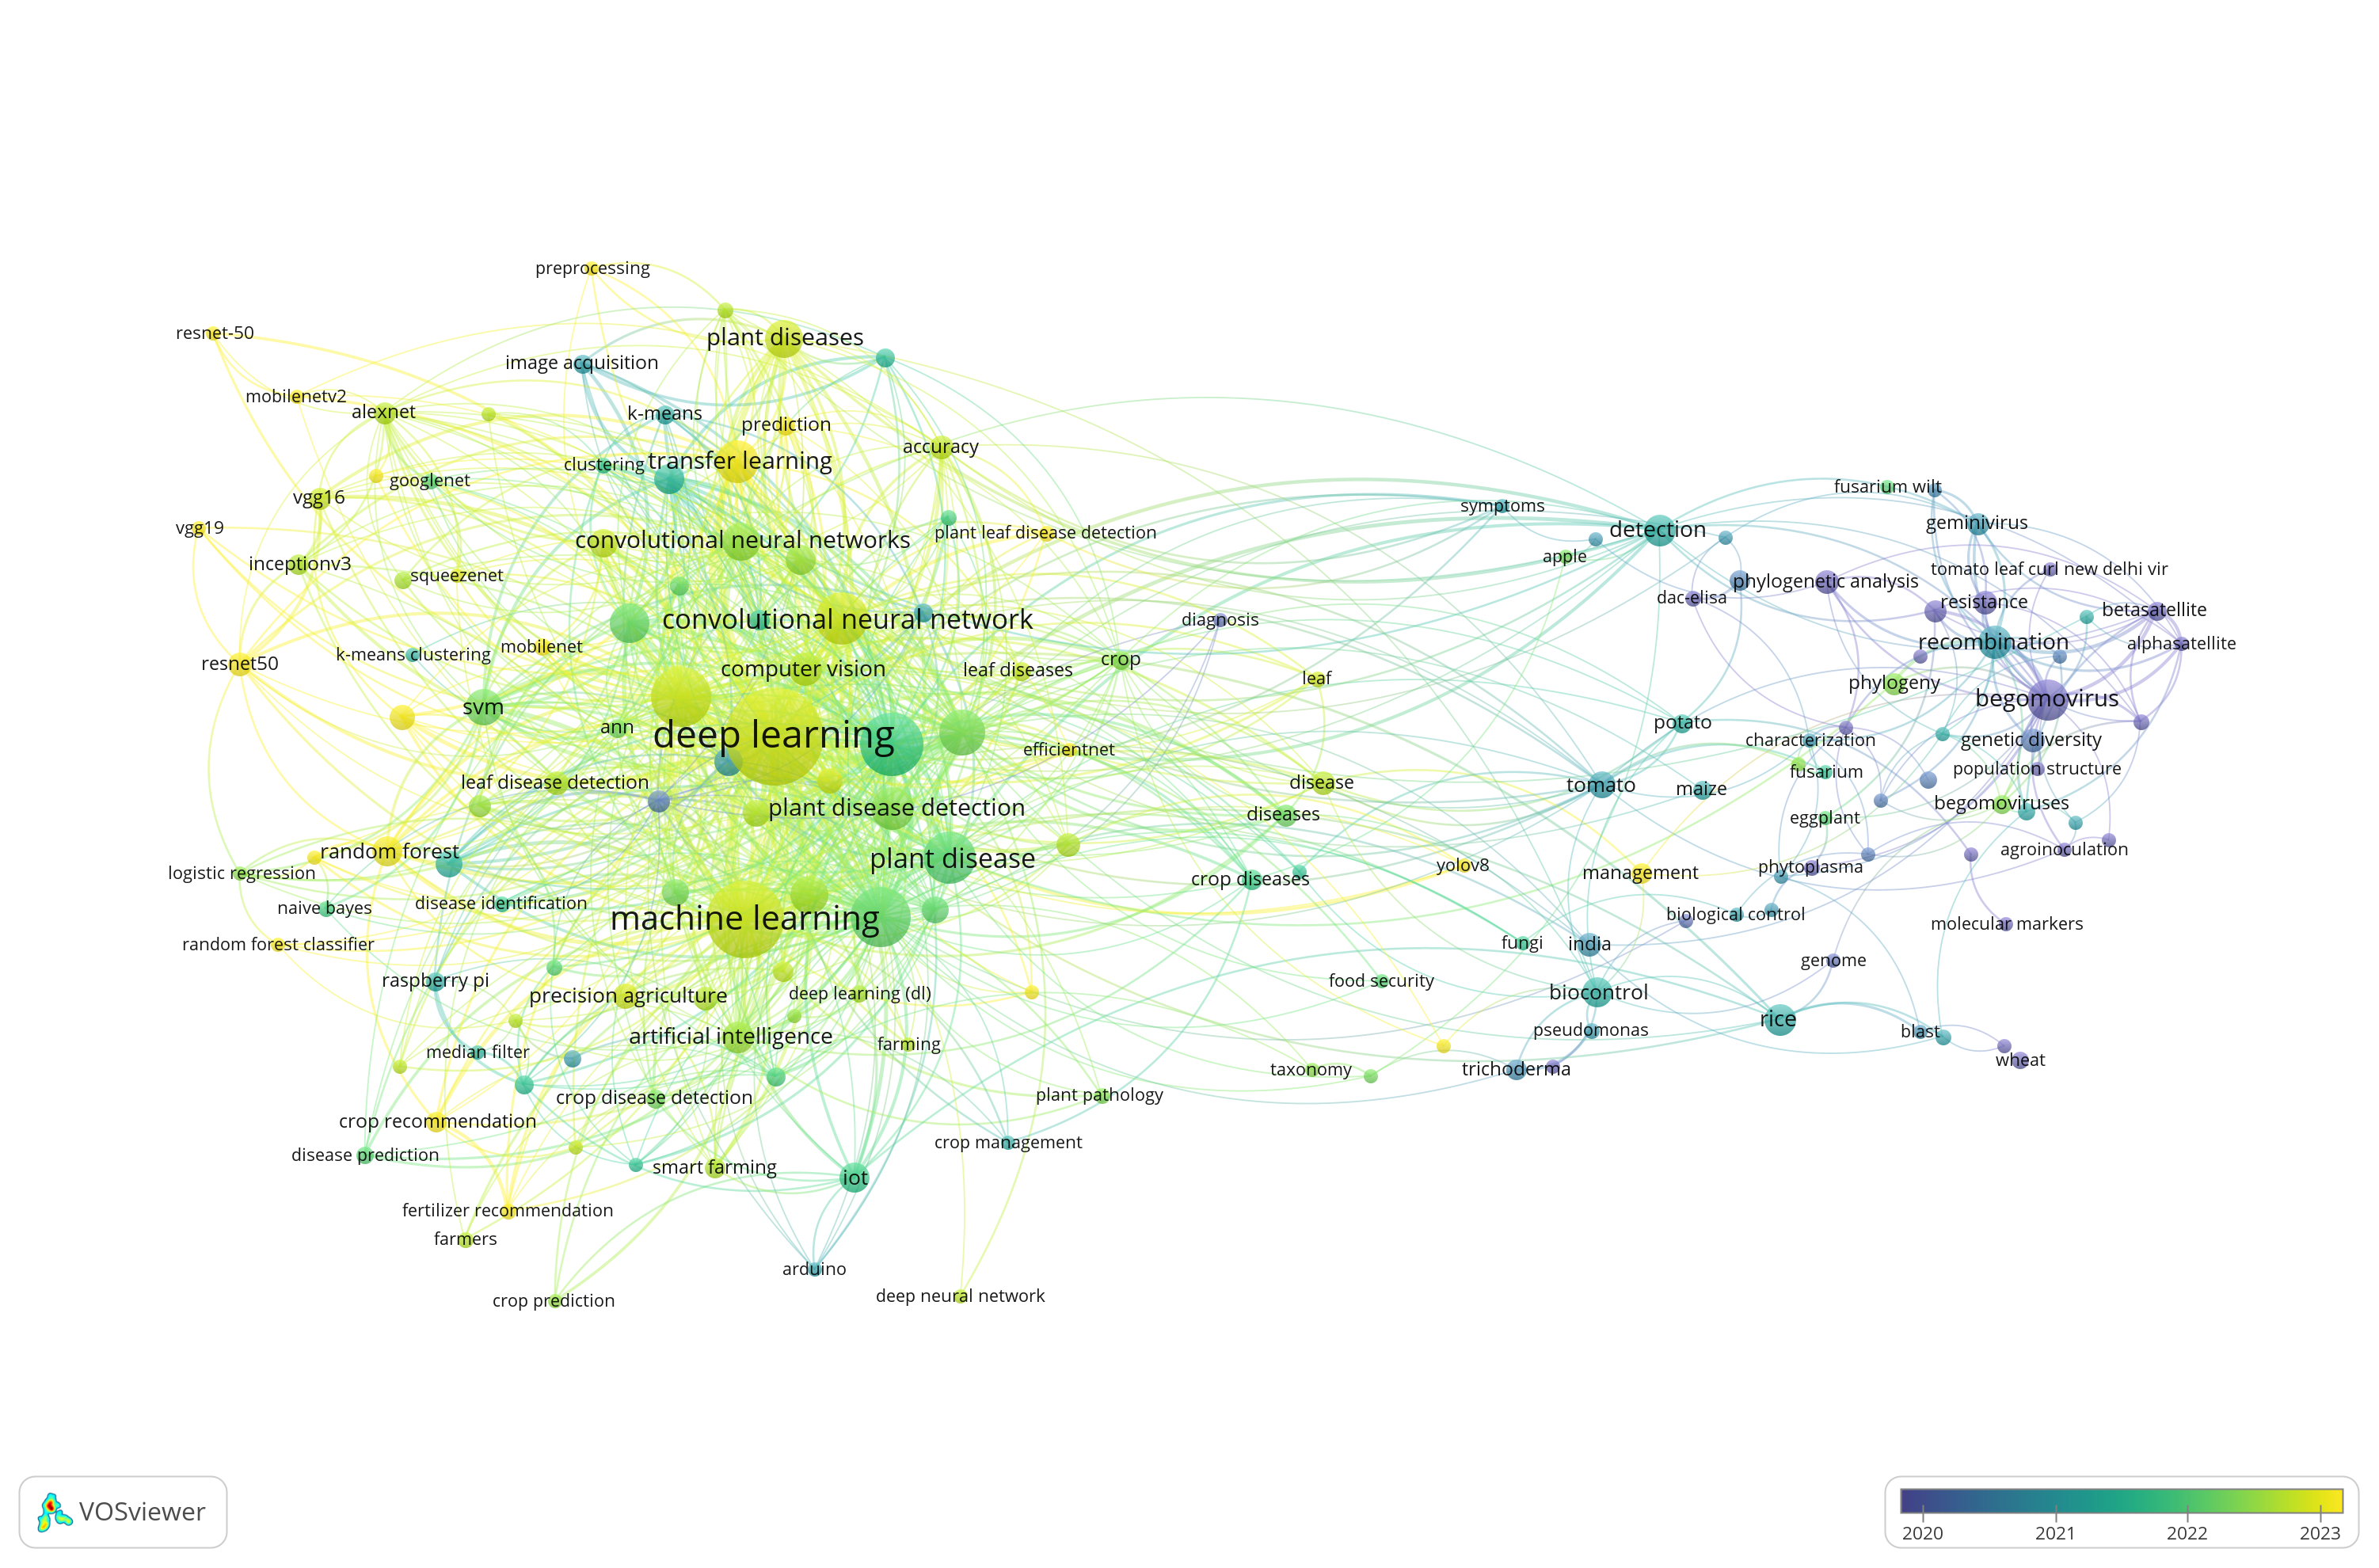 preprocessing
resnet-50
plant diseases
image acquisition
mobilenetv2
alexnet
k-means
prediction
accuracy
clustering
transfer learning
googlenet
vgg16
fusarium wilt
symptoms
vgg19
plant leaf disease detection
convolutional neural networks
detection
geminivirus
apple
inceptionv3
squeezenet
tomato leaf curl new delhi vir
phylogenetic analysis
dac-elisa
resistance
betasatellite
convolutional neural network
diagnosis
recombination
alphasatellite
mobilenet
k-means clustering
resnet50
computer vision
leaf diseases
crop
leaf
phylogeny
begomovirus
svm
ann
deep learning
potato
characterization
genetic diversity
efficientnet
population structure
fusarium
leaf disease detection
disease
tomato
maize
plant disease detection
diseases
begomoviruses
eggplant
random forest
plant disease
agroinoculation
logistic regression
crop diseases
yolov8
management
phytoplasma
naive bayes
disease identification
machine learning
biological control
molecular markers
random forest classifier
fungi
india
genome
raspberry pi
food security
precision agriculture
deep learning (dl)
biocontrol
rice
artificial intelligence
farming
pseudomonas
blast
median filter
wheat
taxonomy
trichoderma
crop disease detection
plant pathology
crop recommendation
crop management
disease prediction
smart farming
iot
fertilizer recommendation
farmers
arduino
crop prediction
deep neural network
VOSviewer
2020
2021
2022
2023